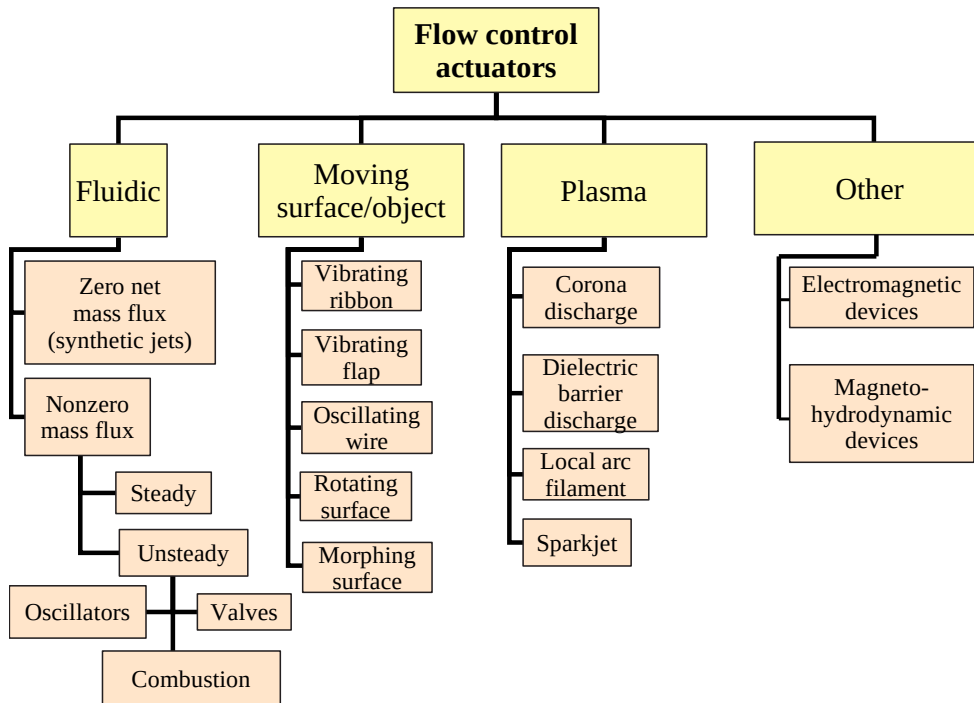 Flow control
actuators
Fluidic
Moving
surface/object
Plasma
Other
Zero net
mass flux
(synthetic jets)
Nonzero
mass flux
Steady
Unsteady
Oscillators
Valves
Combustion
Vibrating
ribbon
Vibrating
flap
Oscillating
wire
Rotating
surface
Morphing
surface
Corona
discharge
Dielectric
barrier
discharge
Local arc
filament
Sparkjet
Electromagnetic
devices
Magneto-
hydrodynamic
devices